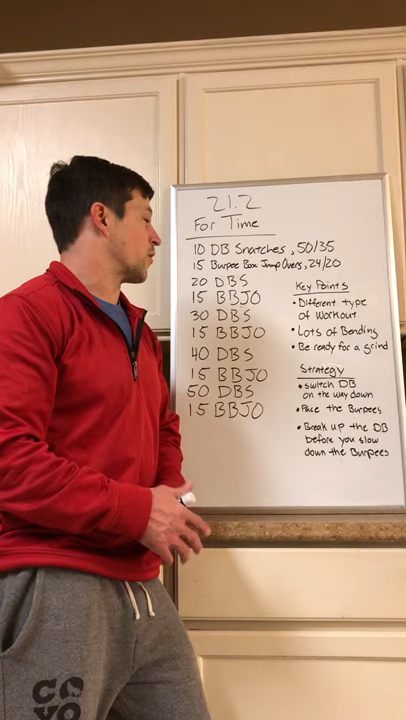 21.2
For Time
10 DB Snatches, 50/35
15 Burpee Box Jump Overs, 24/20
20 DBS
15 BBJO
30 DBS
15 BBJO
40 DBS
15 BBJO
50 DBS
15 BBJO
Key Points
• Different type
of Workout
• Lots of Bending
• Be ready for a grind
Strategy
• Switch DB
on the way down
• Pace the Burpees
• Break up the DB
before you slow
down the Burpees